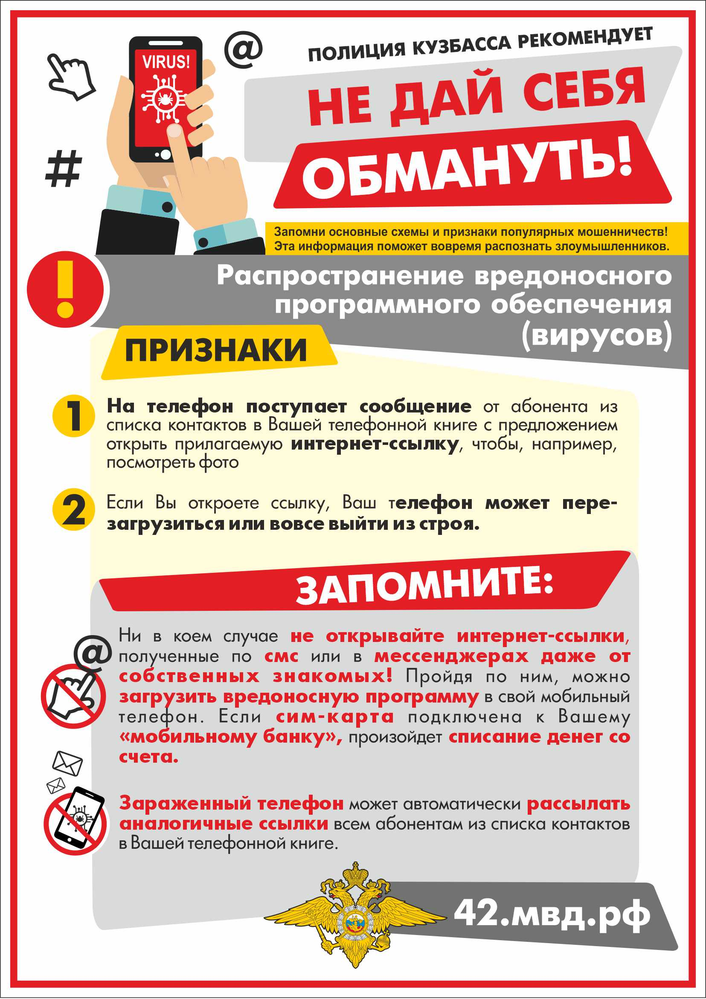 ПОЛИЦИЯ КУЗБАССА РЕКОМЕНДУЕТ
НЕ ДАЙ СЕБЯ
ОБМАНУТЬ!
VIRUS!
@
#
Запомни основные схемы и признаки популярных мошенничеств!
Эта информация поможет вовремя распознать злоумышленников.
!
Распространение вредоносного
программного обеспечения
(вирусов)
ПРИЗНАКИ
1
На телефон поступает сообщение от абонента из
списка контактов в Вашей телефонной книге с предложением
открыть прилагаемую интернет-ссылку, чтобы, например,
посмотреть фото
2
Если Вы откроете ссылку, Ваш телефон может пере-
загрузиться или вовсе выйти из строя.
ЗАПОМНИТЕ:
@
Ни в коем случае не открывайте интернет-ссылки,
полученные по смс или в мессенджерах даже от
собственных знакомых! Пройдя по ним, можно
загрузить вредоносную программу в свой мобильный
телефон. Если сим-карта подключена к Вашему
«мобильному банку», произойдет списание денег со
счета.
Зараженный телефон может автоматически рассылать
аналогичные ссылки всем абонентам из списка контактов
в Вашей телефонной книге.
42.мвд.рф